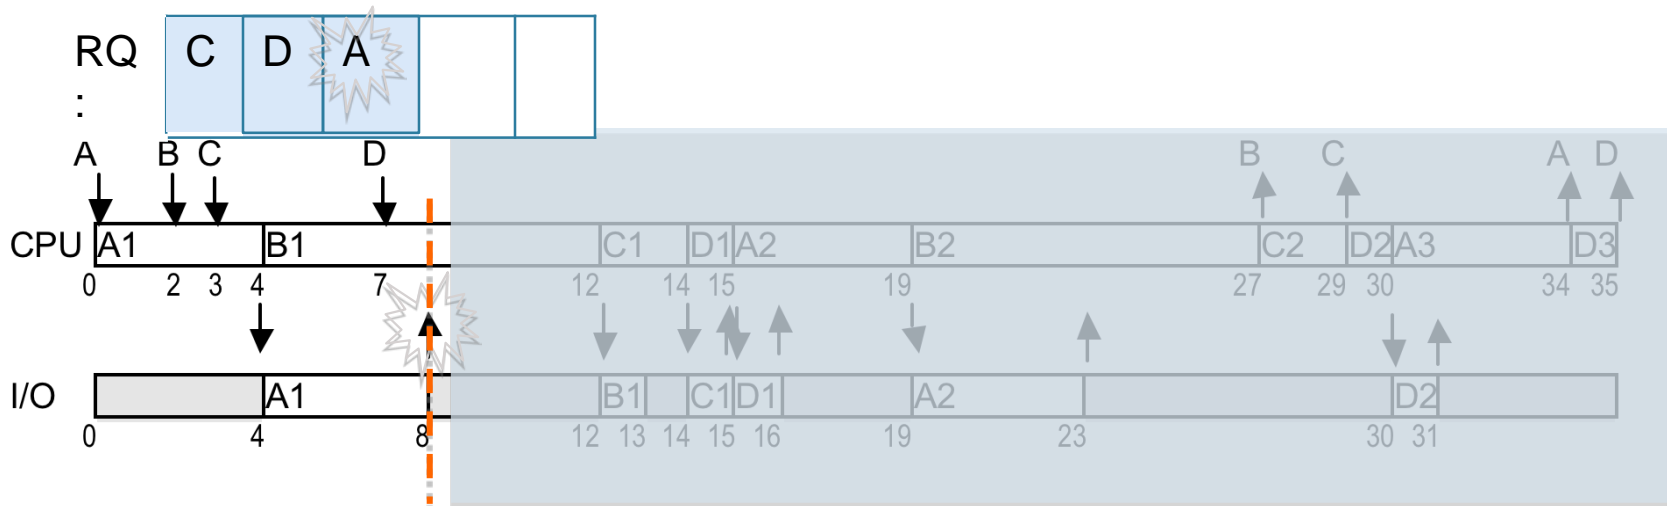 RQ C D A
:
A B C D B C A D
CPU A1 B1 C1 D1 A2 B2 C2 D2 A3 D3
0 2 3 4 7 12 14 15 19 27 29 30 34 35
I/O A1 B1 C1 D1 A2 D2
0 4 8 12 13 14 15 16 19 23 30 31